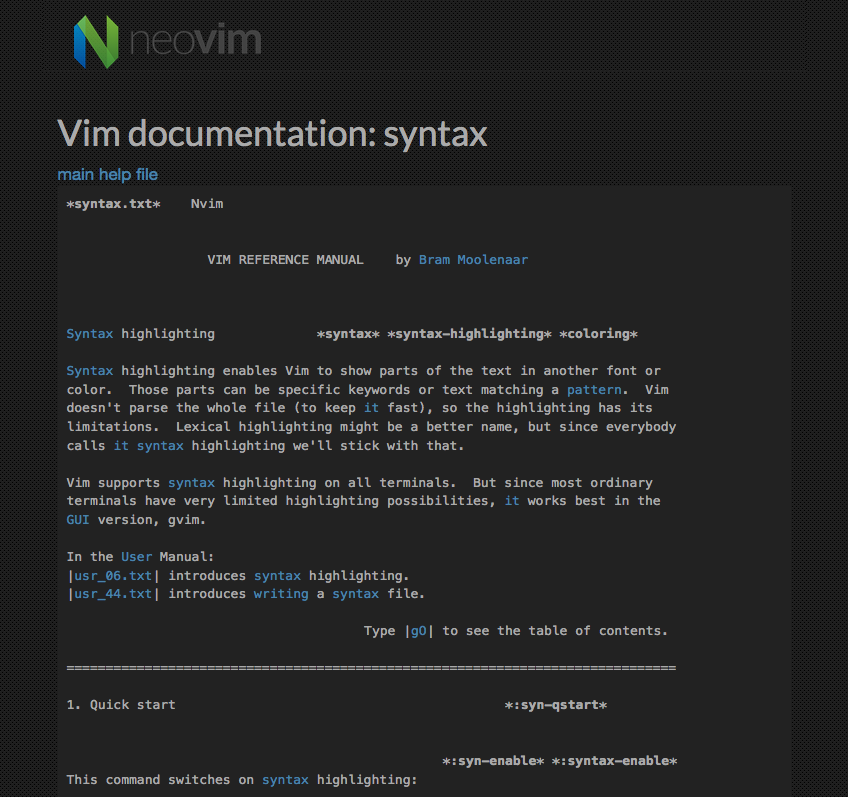 neovim
Vim documentation: syntax
main help file
*syntax.txt*    Nvim
VIM REFERENCE MANUAL    by Bram Moolenaar
Syntax highlighting             *syntax* *syntax-highlighting* *coloring*
Syntax highlighting enables Vim to show parts of the text in another font or
color.  Those parts can be specific keywords or text matching a pattern.  Vim
doesn't parse the whole file (to keep it fast), so the highlighting has its
limitations.  Lexical highlighting might be a better name, but since everybody
calls it syntax highlighting we'll stick with that.
Vim supports syntax highlighting on all terminals.  But since most ordinary
terminals have very limited highlighting possibilities, it works best in the
GUI version, gvim.
In the User Manual:
|usr_06.txt| introduces syntax highlighting.
|usr_44.txt| introduces writing a syntax file.
Type |gO| to see the table of contents.
==============================================================================
1. Quick start                                          *:syn-qstart*
*:syn-enable* *:syntax-enable*
This command switches on syntax highlighting: